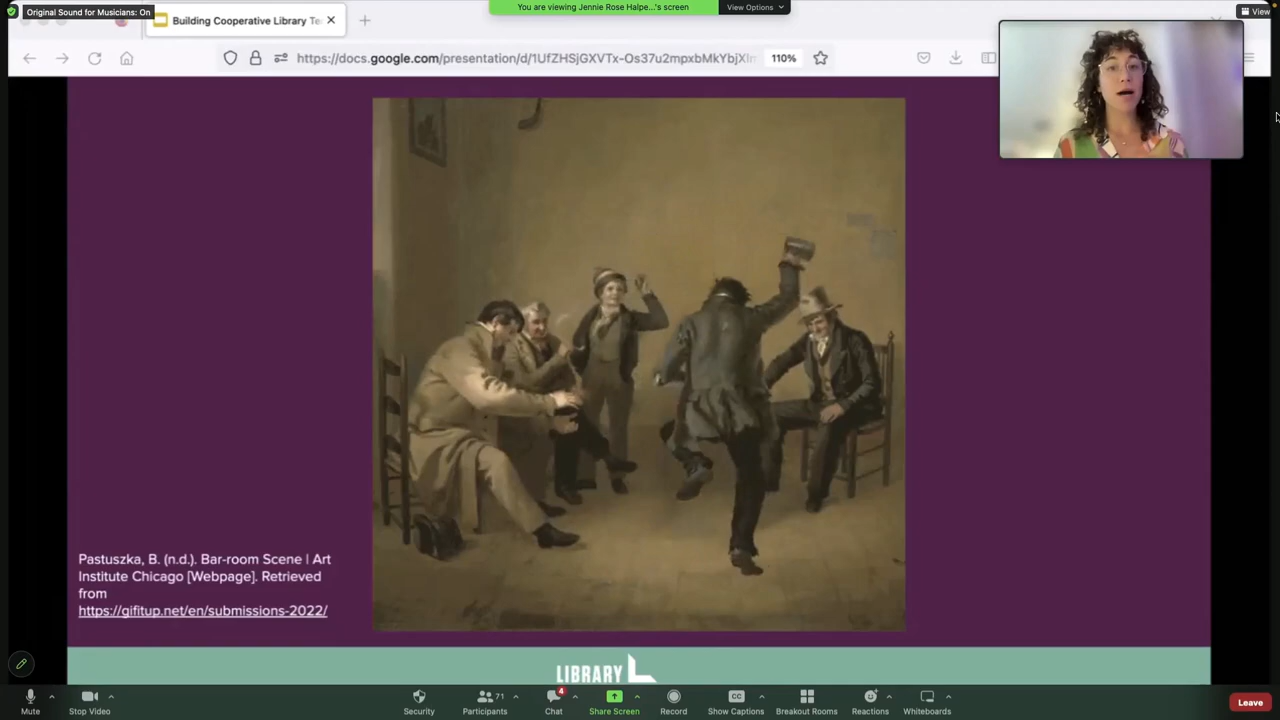 Original Sound for Musicians: On
Building Cooperative Library Te
You are viewing Jennie Rose Halpe...'s screen
View Options
View
https://docs.google.com/presentation/d/1UfZHSjGXVTx-Os37u2mpxbMkYbjXl
110%
Pastuszka, B. (n.d.). Bar-room Scene | Art
Institute Chicago [Webpage]. Retrieved
from
https://gifitup.net/en/submissions-2022/
LIBRARY
Mute
Stop Video
Security
Participants
71
Chat
4
Share Screen
Record
Show Captions
Breakout Rooms
Reactions
Whiteboards
Leave